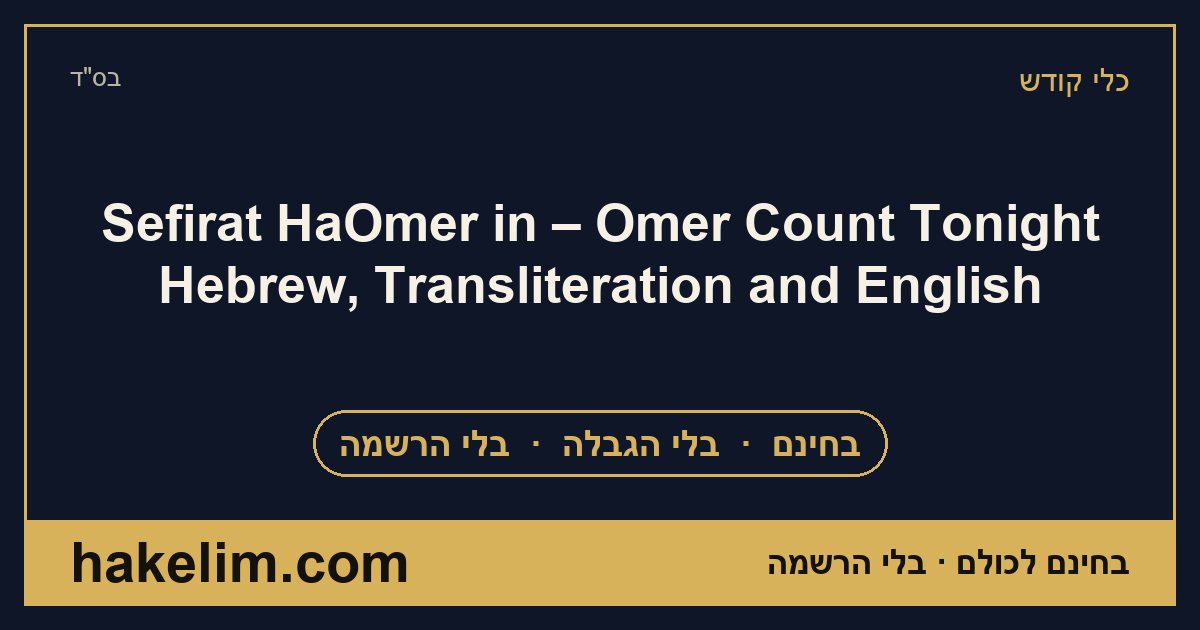 כלי קודש
בס"ד
Sefirat HaOmer in – Omer Count Tonight
Hebrew, Transliteration and English
בחינם · בלי הגבלה · בלי הרשמה
hakelim.com
בחינם לכולם · בלי הרשמה